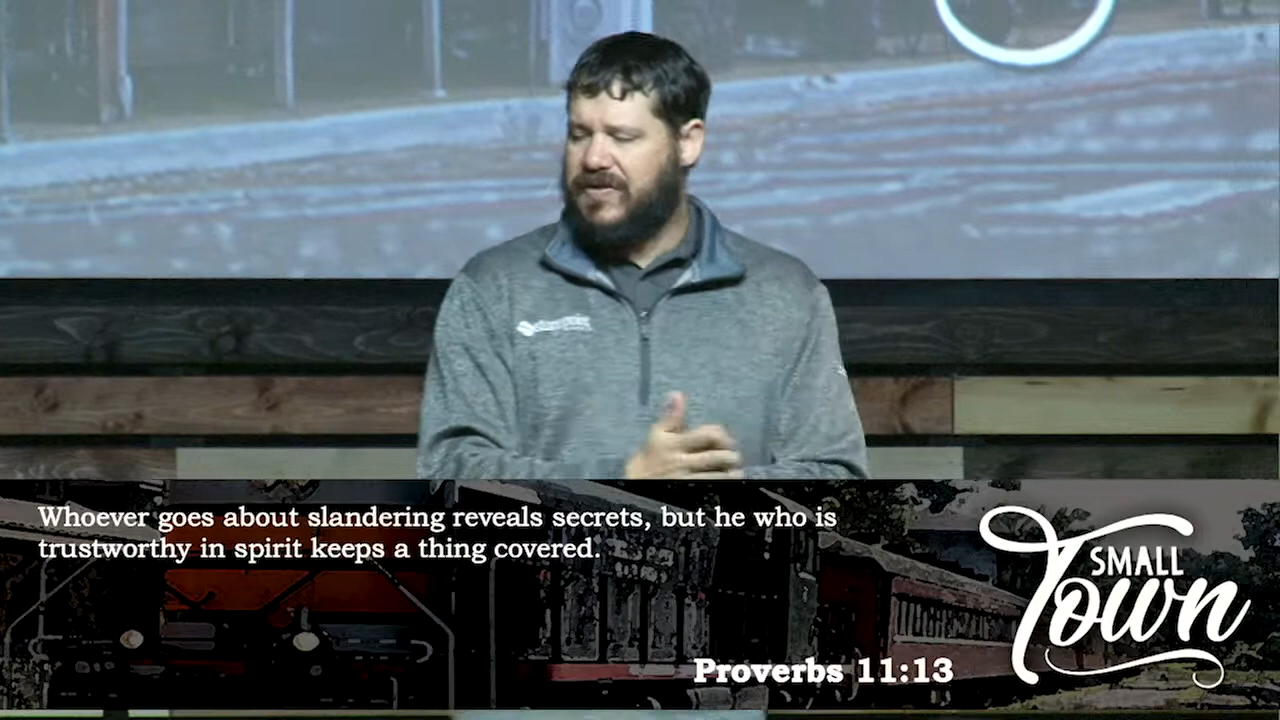 Whoever goes about slandering reveals secrets, but he who is
trustworthy in spirit keeps a thing covered.
SMALL
Town
Proverbs 11:13